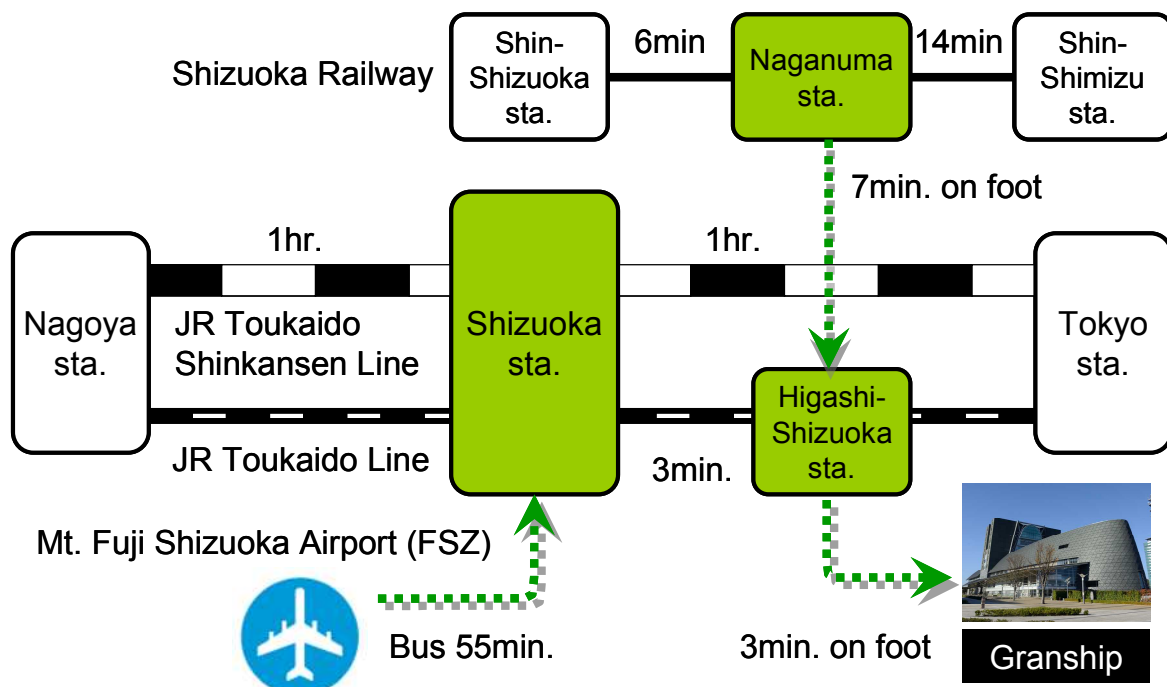 Shizuoka Railway
Shin-
Shizuoka
sta.
6min
Naganuma
sta.
14min
Shin-
Shimizu
sta.
7min. on foot
1hr.
1hr.
Nagoya
sta.
JR Toukaido
Shinkansen Line
Shizuoka
sta.
Tokyo
sta.
Higashi-
Shizuoka
sta.
JR Toukaido Line
3min.
Mt. Fuji Shizuoka Airport (FSZ)
Bus 55min.
3min. on foot
Granship